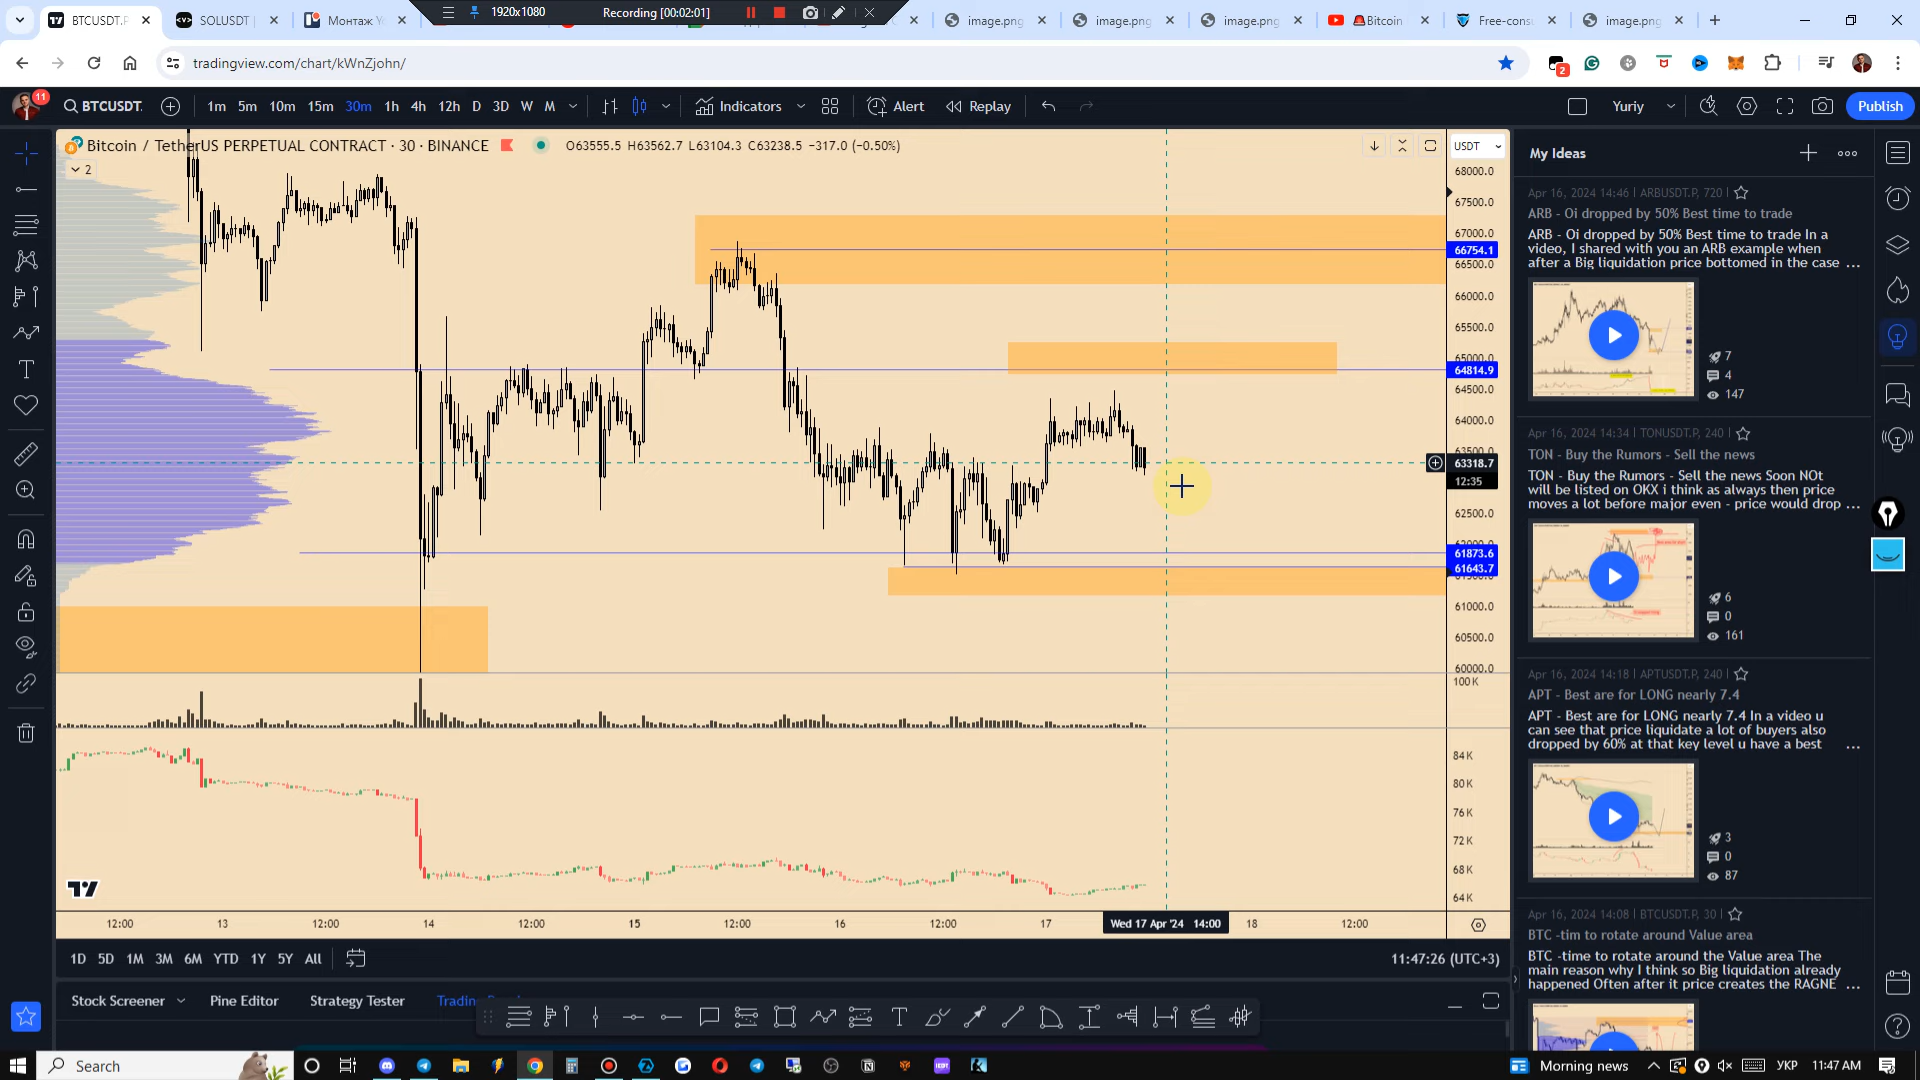 BTCUSDT.P
SOLUSDT
Монтаж Yo
1920x1080
Recording [00:02:01]
image.png
image.png
image.png
Bitcoin
Free-cons
image.png
tradingview.com/chart/kWnZjohn/
2
11
BTCUSDT.
1m 5m 10m 15m 30m 1h 4h 12h D 3D W M
Indicators
Alert
Replay
Yuriy
Publish
Bitcoin / TetherUS PERPETUAL CONTRACT · 30 · BINANCE
O63555.5 H63562.7 L63104.3 C63238.5 −317.0 (−0.50%)
2
USDT
68000.0
67500.0
67000.0
66754.1
66500.0
66000.0
65500.0
65000.0
64814.9
64500.0
64000.0
63318.7
12:35
62500.0
61873.6
61643.7
61000.0
60500.0
60000.0
100K
84K
80K
76K
72K
68K
64K
12:00 13 12:00 14 12:00 15 12:00 16 12:00 17 Wed 17 Apr '24 14:00 18 12:00
1D 5D 1M 3M 6M YTD 1Y 5Y All
11:47:26 (UTC+3)
Stock Screener
Pine Editor
Strategy Tester
My Ideas
Apr 16, 2024 14:46 | ARBUSDT.P, 720 |
ARB - Oi dropped by 50% Best time to trade
ARB - Oi dropped by 50% Best time to trade In a
video, I shared with you an ARB example when
after a Big liquidation price bottomed in the case ...
7
4
147
Apr 16, 2024 14:34 | TONUSDT.P, 240 |
TON - Buy the Rumors - Sell the news
TON - Buy the Rumors - Sell the news Soon NOt
will be listed on OKX i think as always then price
moves a lot before major even - price would drop ...
6
0
161
Apr 16, 2024 14:18 | APTUSDT.P, 240 |
APT - Best are for LONG nearly 7.4
APT - Best are for LONG nearly 7.4 In a video u
can see that price liquidate a lot of buyers also
dropped by 60% at that key level u have a best ...
3
0
87
Apr 16, 2024 14:08 | BTCUSDT.P, 30 |
BTC -tim to rotate around Value area
BTC -time to rotate around the Value area The
main reason why I think so Big liquidation already
happened Often after it price creates the RAGNE ...
Search
Morning news
УКР
11:47 AM